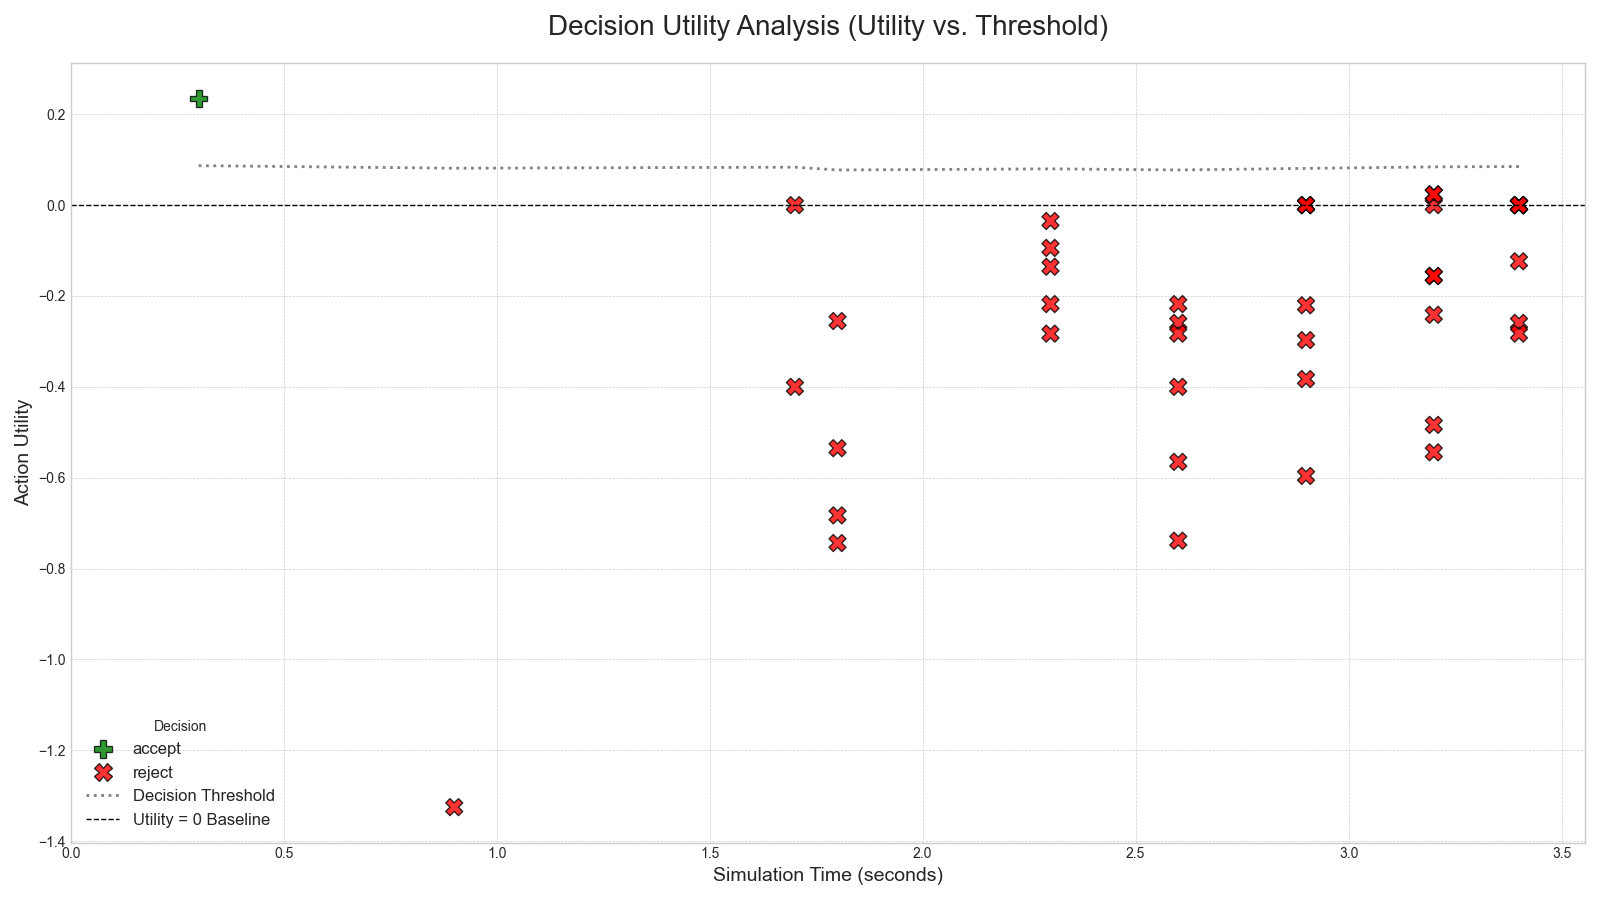 Decision Utility Analysis (Utility vs. Threshold)
Action Utility
0.2
0.0
−0.2
−0.4
−0.6
−0.8
−1.0
−1.2
−1.4
Decision
accept
reject
Decision Threshold
Utility = 0 Baseline
0.0 0.5 1.0 1.5 2.0 2.5 3.0 3.5
Simulation Time (seconds)